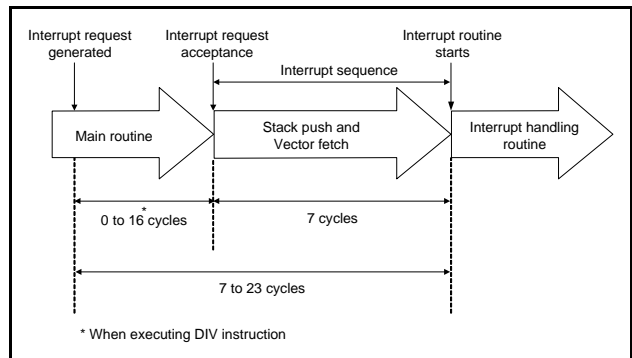 Interrupt request
generated
Interrupt request
acceptance
Interrupt routine
starts
Interrupt sequence
Main routine
Stack push and
Vector fetch
Interrupt handling
routine
0 to 16* cycles
7 cycles
7 to 23 cycles
* When executing DIV instruction